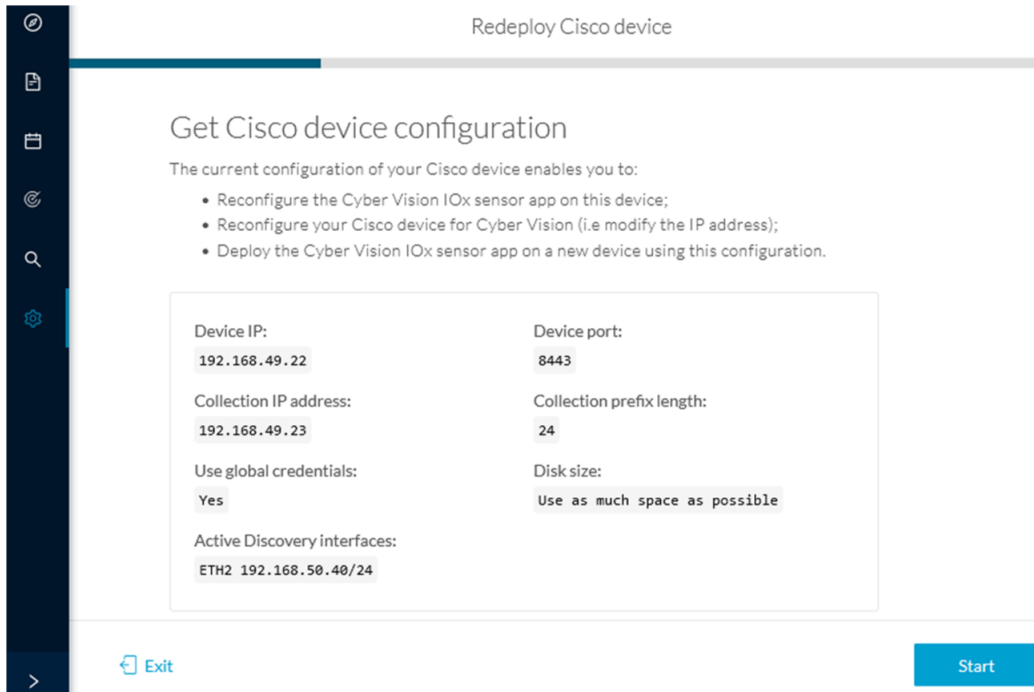 Redeploy Cisco device
Get Cisco device configuration
The current configuration of your Cisco device enables you to:
• Reconfigure the Cyber Vision IOx sensor app on this device;
• Reconfigure your Cisco device for Cyber Vision (i.e modify the IP address);
• Deploy the Cyber Vision IOx sensor app on a new device using this configuration.
Device IP:
192.168.49.22
Device port:
8443
Collection IP address:
192.168.49.23
Collection prefix length:
24
Use global credentials:
Yes
Disk size:
Use as much space as possible
Active Discovery interfaces:
ETH2 192.168.50.40/24
Exit
Start